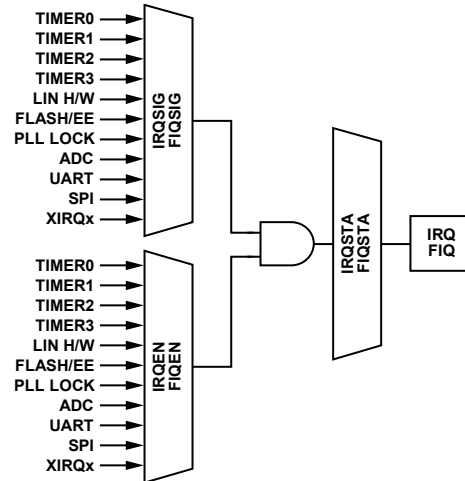 TIMER0
TIMER1
TIMER2
TIMER3
LIN H/W
FLASH/EE
PLL LOCK
ADC
UART
SPI
XIRQx
IRQSIG
FIQSIG
TIMER0
TIMER1
TIMER2
TIMER3
LIN H/W
FLASH/EE
PLL LOCK
ADC
UART
SPI
XIRQx
IRQEN
FIQEN
IRQSTA
FIQSTA
IRQ
FIQ